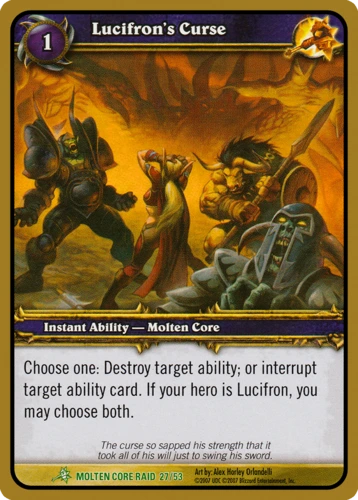 1
Lucifron's Curse
Instant Ability — Molten Core
Choose one: Destroy target ability; or interrupt
target ability card. If your hero is Lucifron, you
may choose both.
The curse so sapped his strength that it
took all of his will just to swing his sword.
MOLTEN CORE RAID 27/53
Art by: Alex Horley Orlandelli
©2007 UDC ©2007 Blizzard Entertainment, Inc.